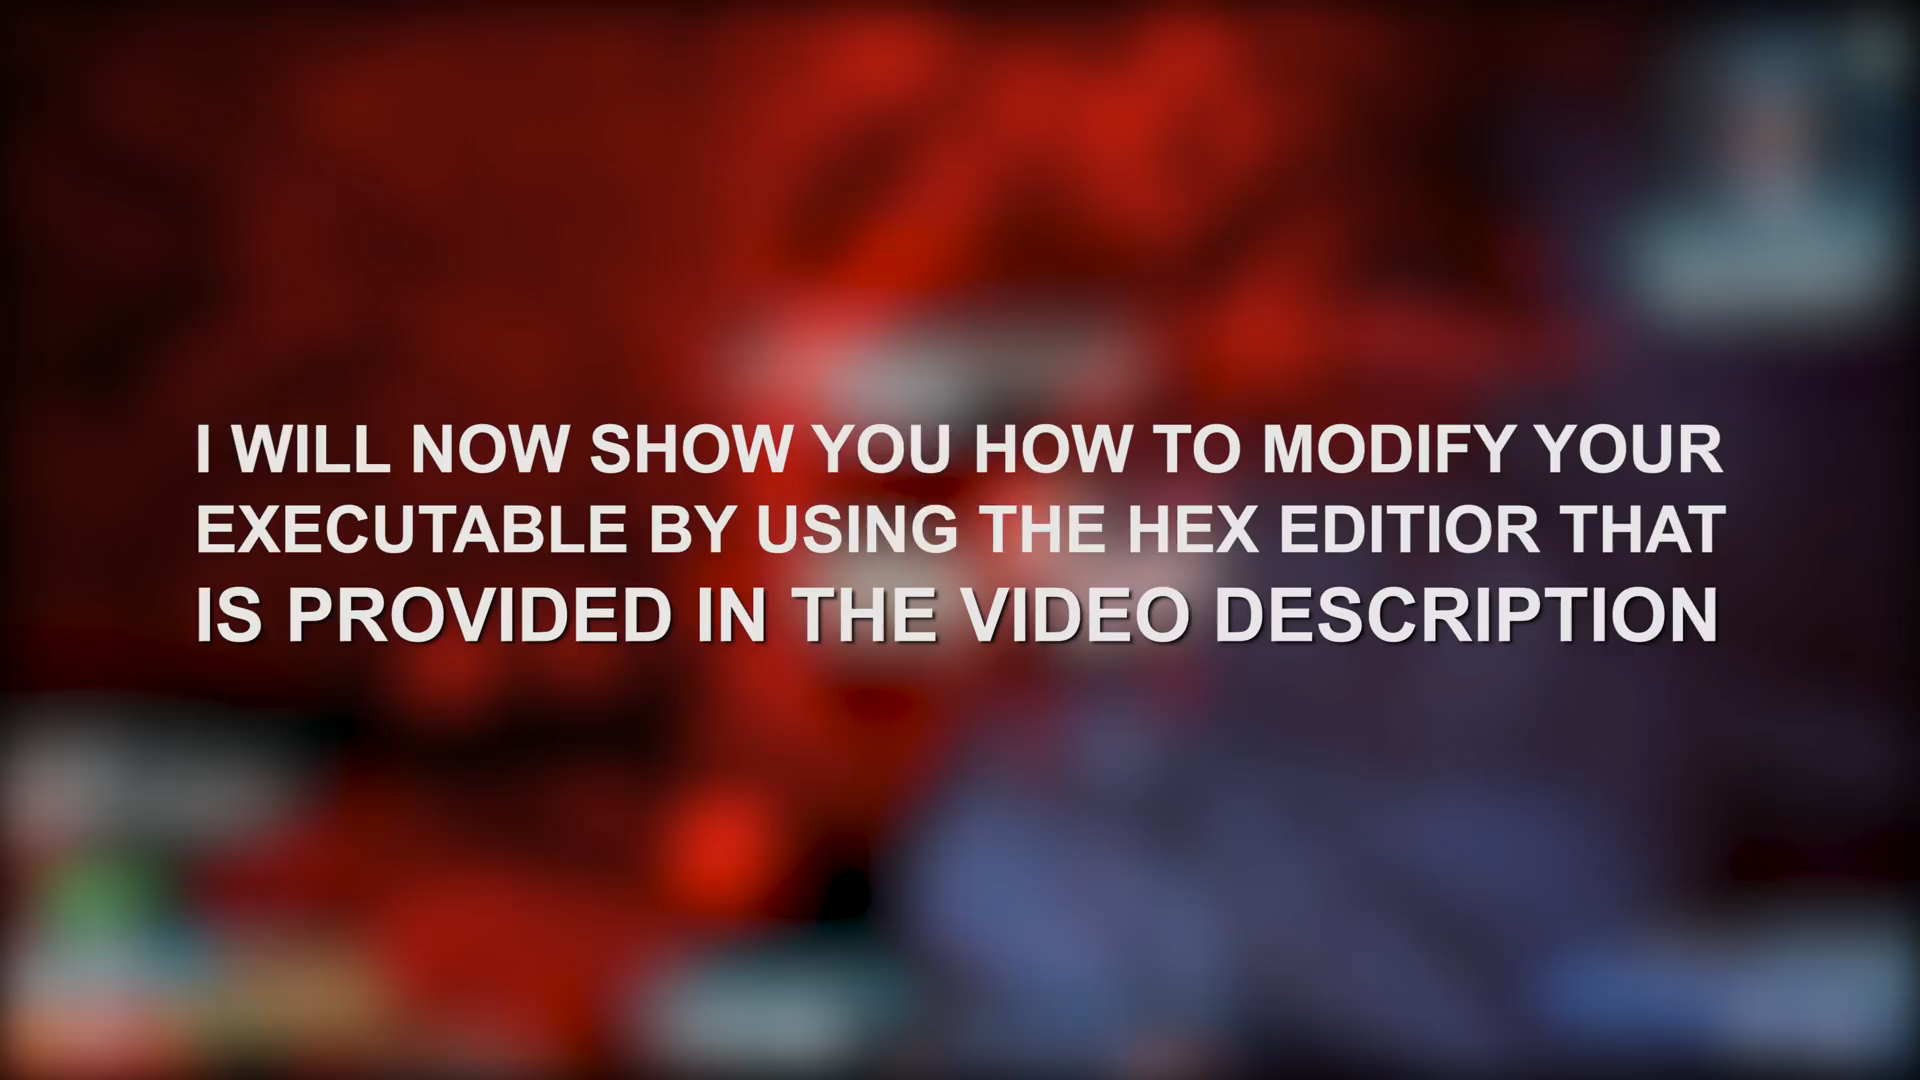 I WILL NOW SHOW YOU HOW TO MODIFY YOUR
EXECUTABLE BY USING THE HEX EDITIOR THAT
IS PROVIDED IN THE VIDEO DESCRIPTION